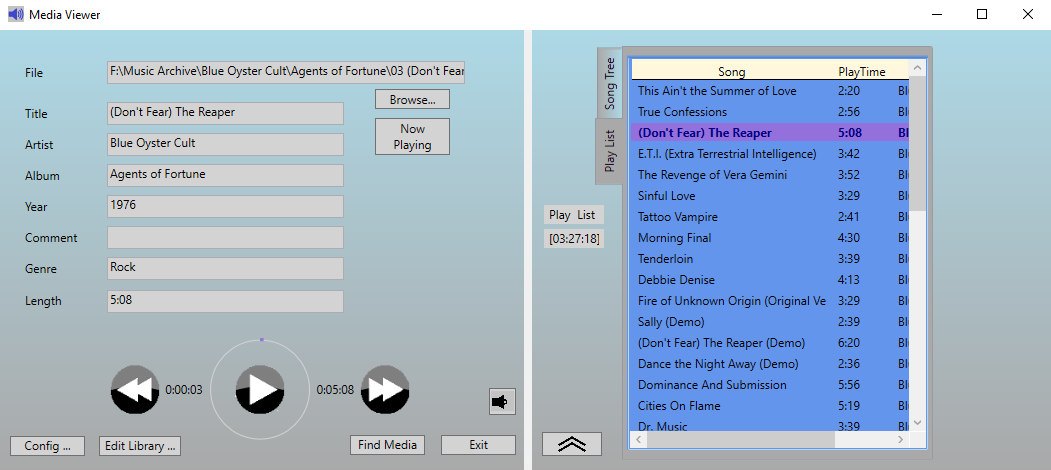 Media Viewer
File
F:\Music Archive\Blue Oyster Cult\Agents of Fortune\03 (Don't Fear
Browse...
Title
(Don't Fear) The Reaper
Now
Playing
Artist
Blue Oyster Cult
Album
Agents of Fortune
Year
1976
Comment
Genre
Rock
Length
5:08
0:00:03
0:05:08
Config ...
Edit Library ...
Find Media
Exit
Song Tree
Play List
Play List
[03:27:18]
Song PlayTime
This Ain't the Summer of Love 2:20 Bl
True Confessions 2:56 Bl
(Don't Fear) The Reaper 5:08 Bl
E.T.I. (Extra Terrestrial Intelligence) 3:42 Bl
The Revenge of Vera Gemini 3:52 Bl
Sinful Love 3:29 Bl
Tattoo Vampire 2:41 Bl
Morning Final 4:30 Bl
Tenderloin 3:39 Bl
Debbie Denise 4:13 Bl
Fire of Unknown Origin (Original Ve 3:29 Bl
Sally (Demo) 2:39 Bl
(Don't Fear) The Reaper (Demo) 6:20 Bl
Dance the Night Away (Demo) 2:36 Bl
Dominance And Submission 5:56 Bl
Cities On Flame 5:19 Bl
Dr. Music 3:39 Bl